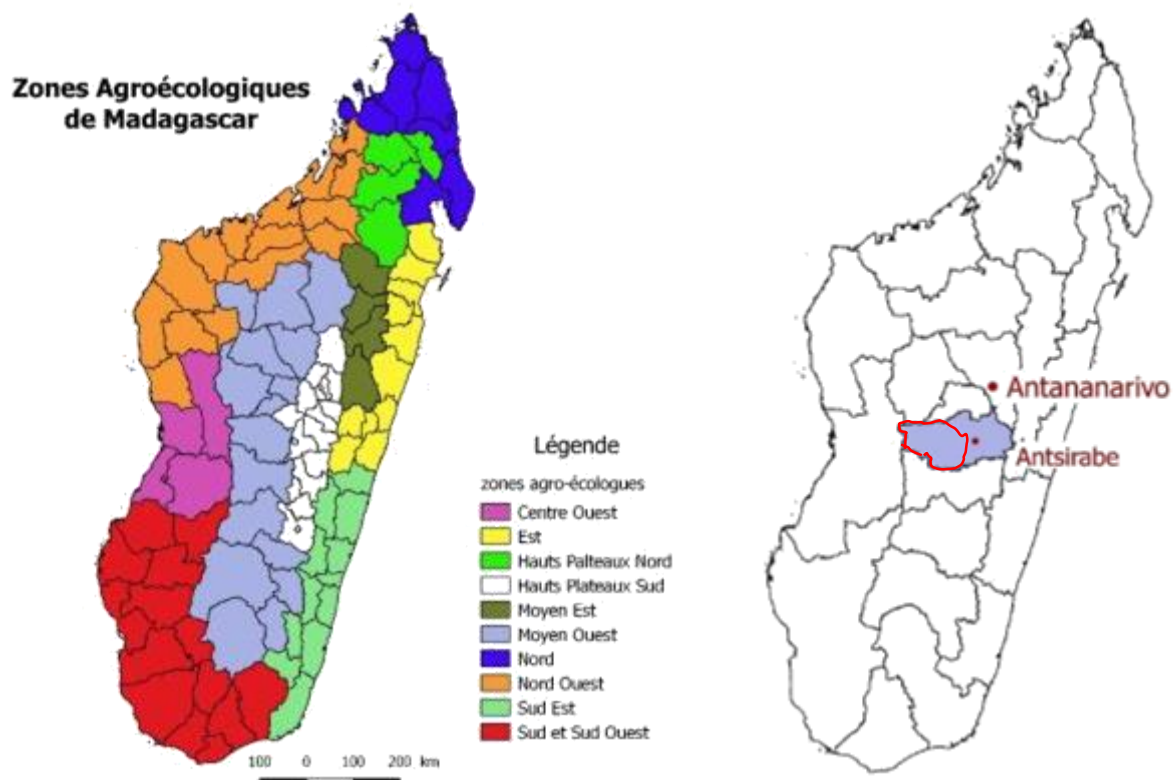 Zones Agroécologiques
de Madagascar
Légende
zones agro-écologues
Centre Ouest
Est
Hauts Palteaux Nord
Hauts Plateaux Sud
Moyen Est
Moyen Ouest
Nord
Nord Ouest
Sud Est
Sud et Sud Ouest
100 0 100 200 km
Antananarivo
Antsirabe